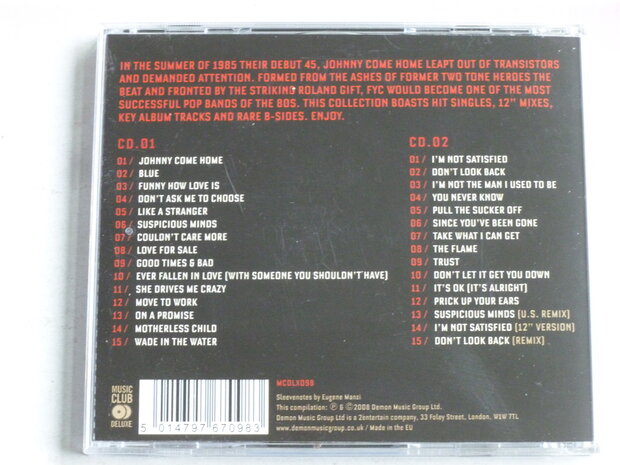 IN THE SUMMER OF 1985 THEIR DEBUT 45, JOHNNY COME HOME LEAPT OUT OF TRANSISTORS
AND DEMANDED ATTENTION. FORMED FROM THE ASHES OF FORMER TWO TONE HEROES THE
BEAT AND FRONTED BY THE STRIKING ROLAND GIFT, FYC WOULD BECOME ONE OF THE MOST
SUCCESSFUL POP BANDS OF THE 80S. THIS COLLECTION BOASTS HIT SINGLES, 12" MIXES,
KEY ALBUM TRACKS AND RARE B-SIDES. ENJOY.
CD.01
01/ JOHNNY COME HOME
02/ BLUE
03/ FUNNY HOW LOVE IS
04/ DON'T ASK ME TO CHOOSE
05/ LIKE A STRANGER
06/ SUSPICIOUS MINDS
07/ COULDN'T CARE MORE
08/ LOVE FOR SALE
09/ GOOD TIMES & BAD
10/ EVER FALLEN IN LOVE (WITH SOMEONE YOU SHOULDN'T HAVE)
11/ SHE DRIVES ME CRAZY
12/ MOVE TO WORK
13/ ON A PROMISE
14/ MOTHERLESS CHILD
15/ WADE IN THE WATER
CD.02
01/ I'M NOT SATISFIED
02/ DON'T LOOK BACK
03/ I'M NOT THE MAN I USED TO BE
04/ YOU NEVER KNOW
05/ PULL THE SUCKER OFF
06/ SINCE YOU'VE BEEN GONE
07/ TAKE WHAT I CAN GET
08/ THE FLAME
09/ TRUST
10/ DON'T LET IT GET YOU DOWN
11/ IT'S OK (IT'S ALRIGHT)
12/ PRICK UP YOUR EARS
13/ SUSPICIOUS MINDS (U.S. REMIX)
14/ I'M NOT SATISFIED (12" VERSION)
15/ DON'T LOOK BACK (REMIX)
MUSIC
CLUB
DELUXE
5 014797 670983
MCDLX098
Sleevenotes by Eugene Manzi
This compilation: ℗ & © 2008 Demon Music Group Ltd.
Demon Music Group Ltd is a 2entertain company, 33 Foley Street, London, W1W 7TL
www.demonmusicgroup.co.uk / Made in the EU